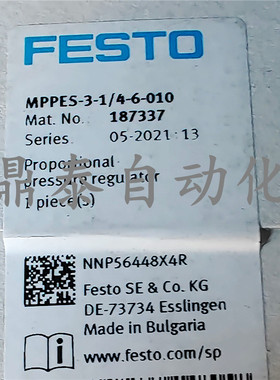 FESTO
MPPES-3-1/4-6-010
Mat. No. 187337
Series 05-2021:13
Proportional
pressure regulator
1 piece(s)
鼎泰自动化
NNP56448X4R
Festo SE & Co. KG
DE-73734 Esslingen
Made in Bulgaria
www.festo.com/sp